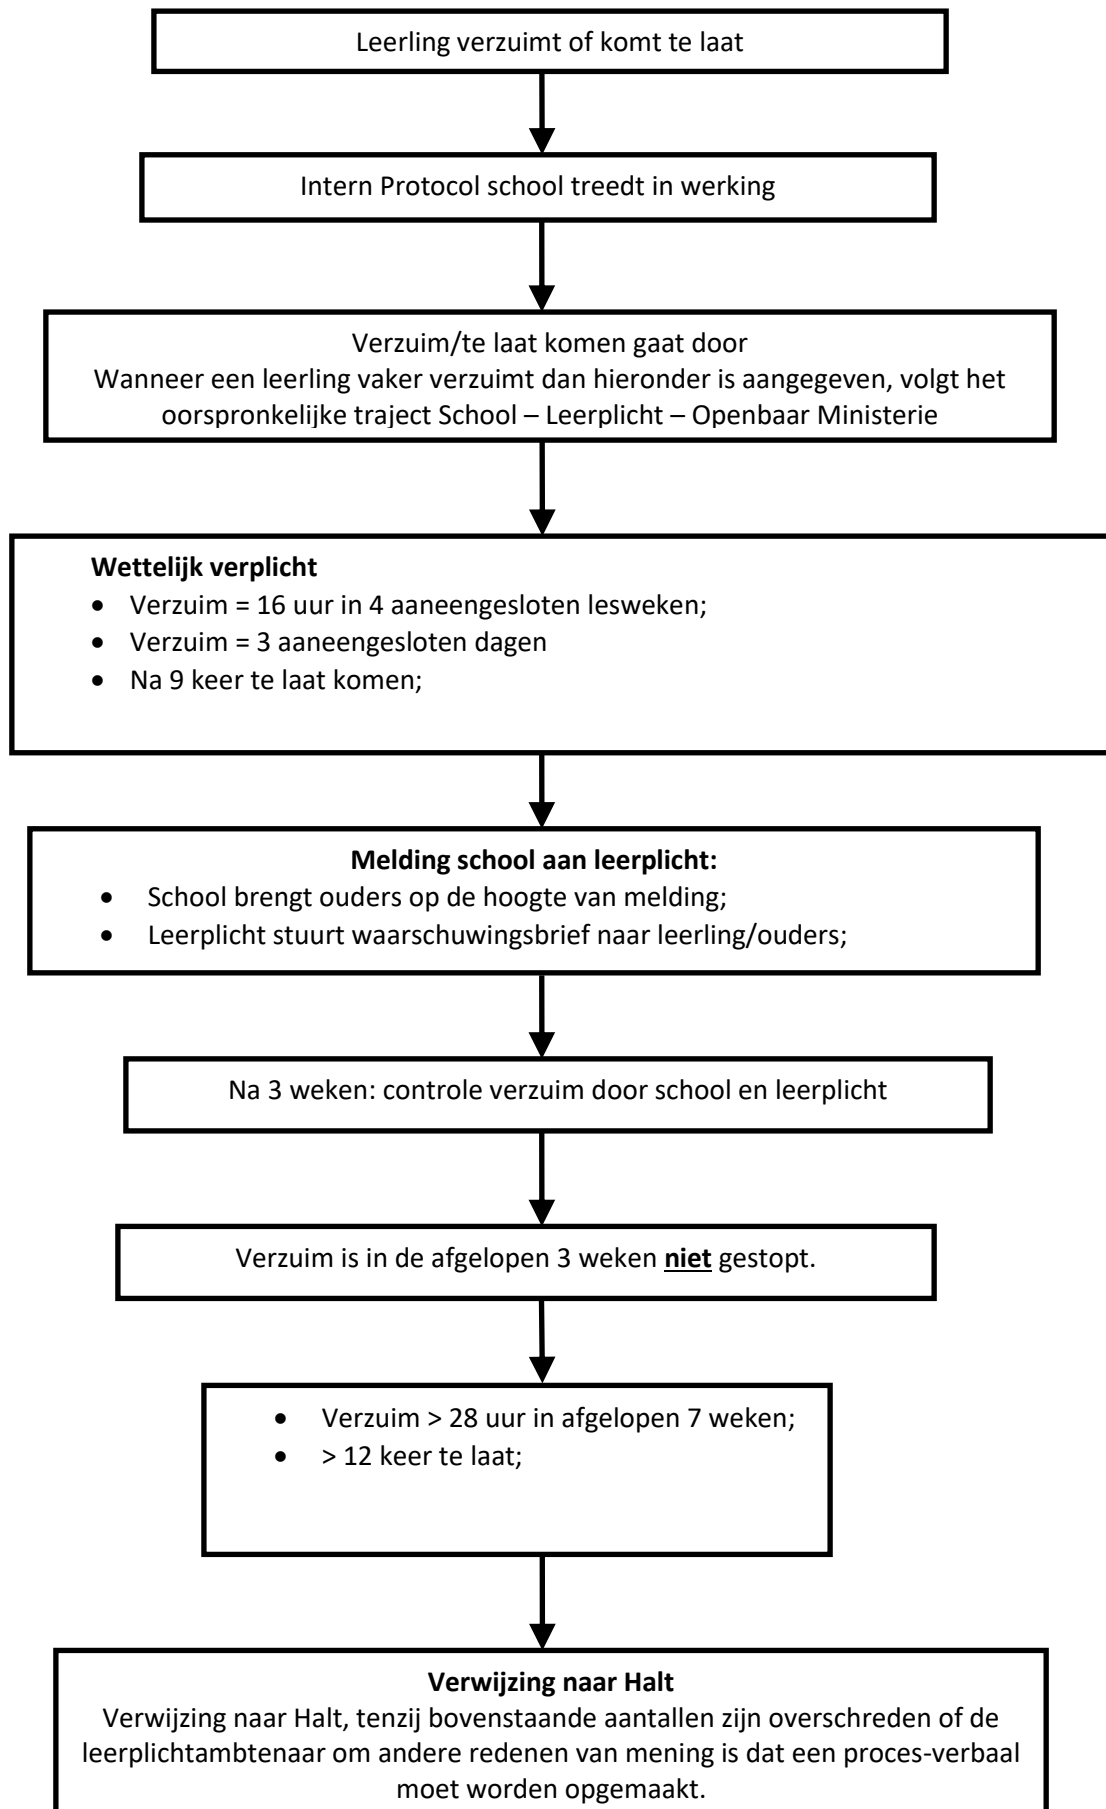 Leerling verzuimt of komt te laat
Intern Protocol school treedt in werking
Verzuim/te laat komen gaat door
Wanneer een leerling vaker verzuimt dan hieronder is aangegeven, volgt het
oorspronkelijke traject School – Leerplicht – Openbaar Ministerie
Wettelijk verplicht
• Verzuim = 16 uur in 4 aaneengesloten lesweken;
• Verzuim = 3 aaneengesloten dagen
• Na 9 keer te laat komen;
Melding school aan leerplicht:
• School brengt ouders op de hoogte van melding;
• Leerplicht stuurt waarschuwingsbrief naar leerling/ouders;
Na 3 weken: controle verzuim door school en leerplicht
Verzuim is in de afgelopen 3 weken niet gestopt.
• Verzuim > 28 uur in afgelopen 7 weken;
• > 12 keer te laat;
Verwijzing naar Halt
Verwijzing naar Halt, tenzij bovenstaande aantallen zijn overschreden of de
leerplichtambtenaar om andere redenen van mening is dat een proces-verbaal
moet worden opgemaakt.